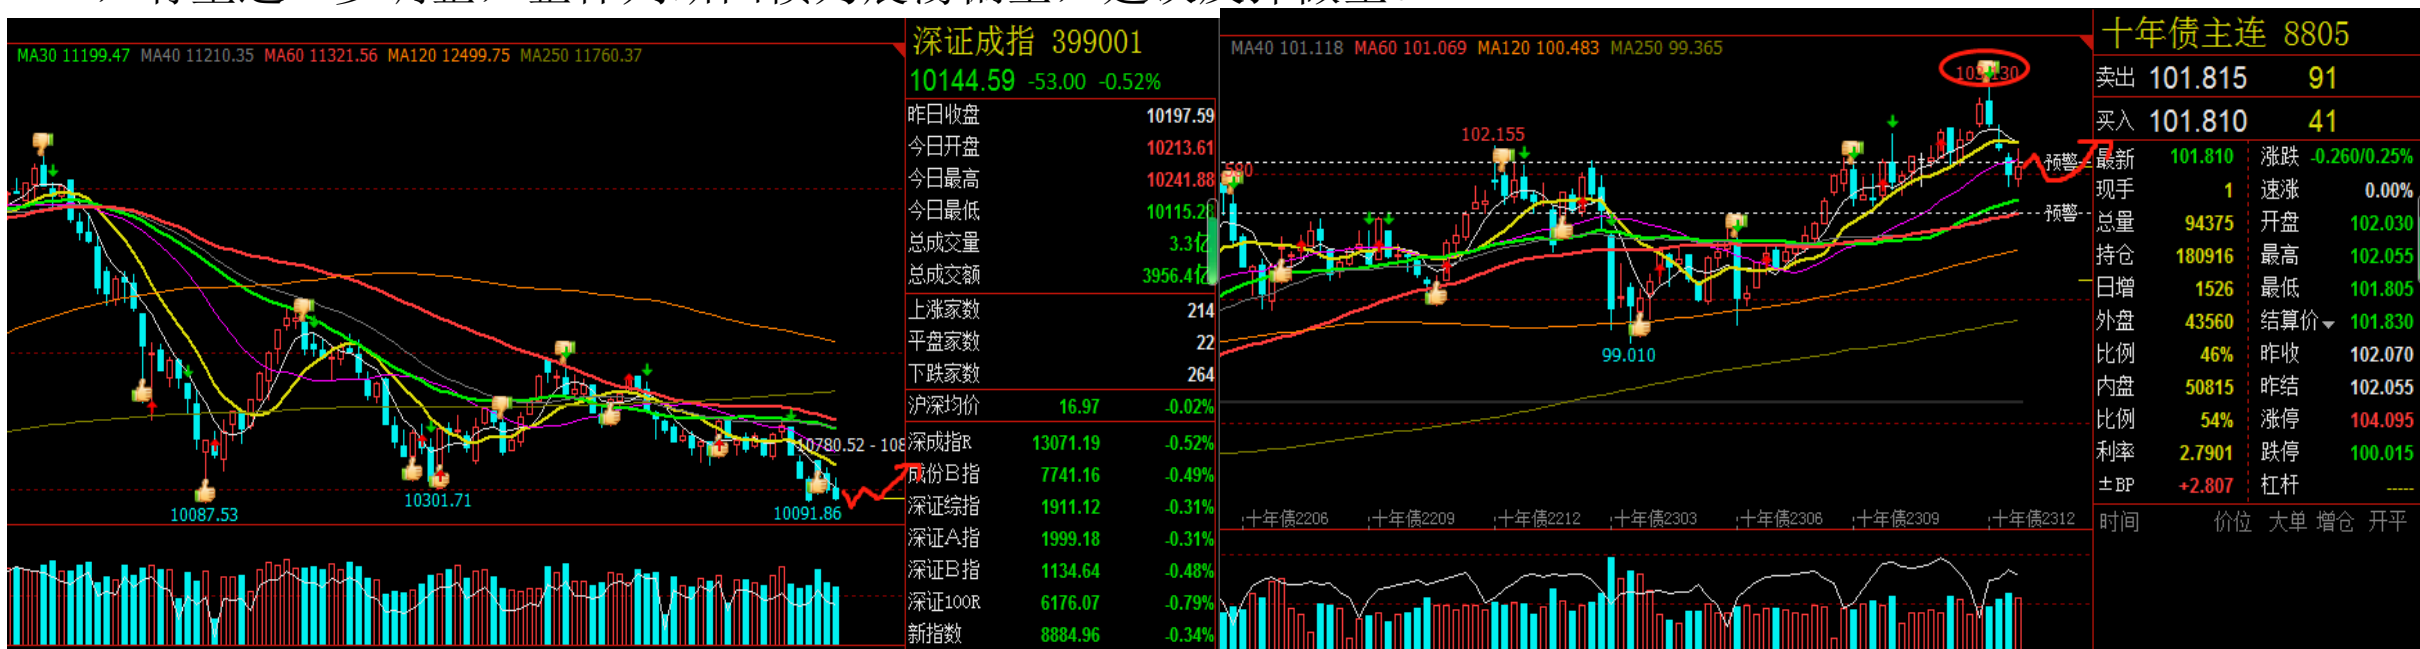 MA30 11199.47 MA40 11210.35 MA60 11321.56 MA120 12499.75 MA250 11760.37
10087.53
10301.71
10780.52 - 108
10091.86
深证成指 399001
10144.59 -53.00 -0.52%
昨日收盘 10197.59
今日开盘 10213.61
今日最高 10241.88
今日最低 10115.28
总成交量 3.3亿
总成交额 3956.4亿
上涨家数 214
平盘家数 22
下跌家数 264
沪深均价 16.97 -0.02%
深成指R 13071.19 -0.52%
成份B指 7741.16 -0.49%
深证综指 1911.12 -0.31%
深证A指 1999.18 -0.31%
深证B指 1134.64 -0.48%
深证100R 6176.07 -0.79%
新指数 8884.96 -0.34%
MA40 101.118 MA60 101.069 MA120 100.483 MA250 99.365
102.155
99.010
预警
预警
十年债2206 十年债2209 十年债2212 十年债2303 十年债2306 十年债2309 十年债2312
十年债主连 8805
卖出 101.815 91
买入 101.810 41
最新 101.810 涨跌 -0.260/0.25%
现手 1 速涨 0.00%
总量 94375 开盘 102.030
持仓 180916 最高 102.055
日增 1526 最低 101.805
外盘 43560 结算价 101.830
比例 46% 昨收 102.070
内盘 50815 昨结 102.055
比例 54% 涨停 104.095
利率 2.7901 跌停 100.015
±BP +2.807 杠杆 -----
时间 价位 大单 增仓 开平